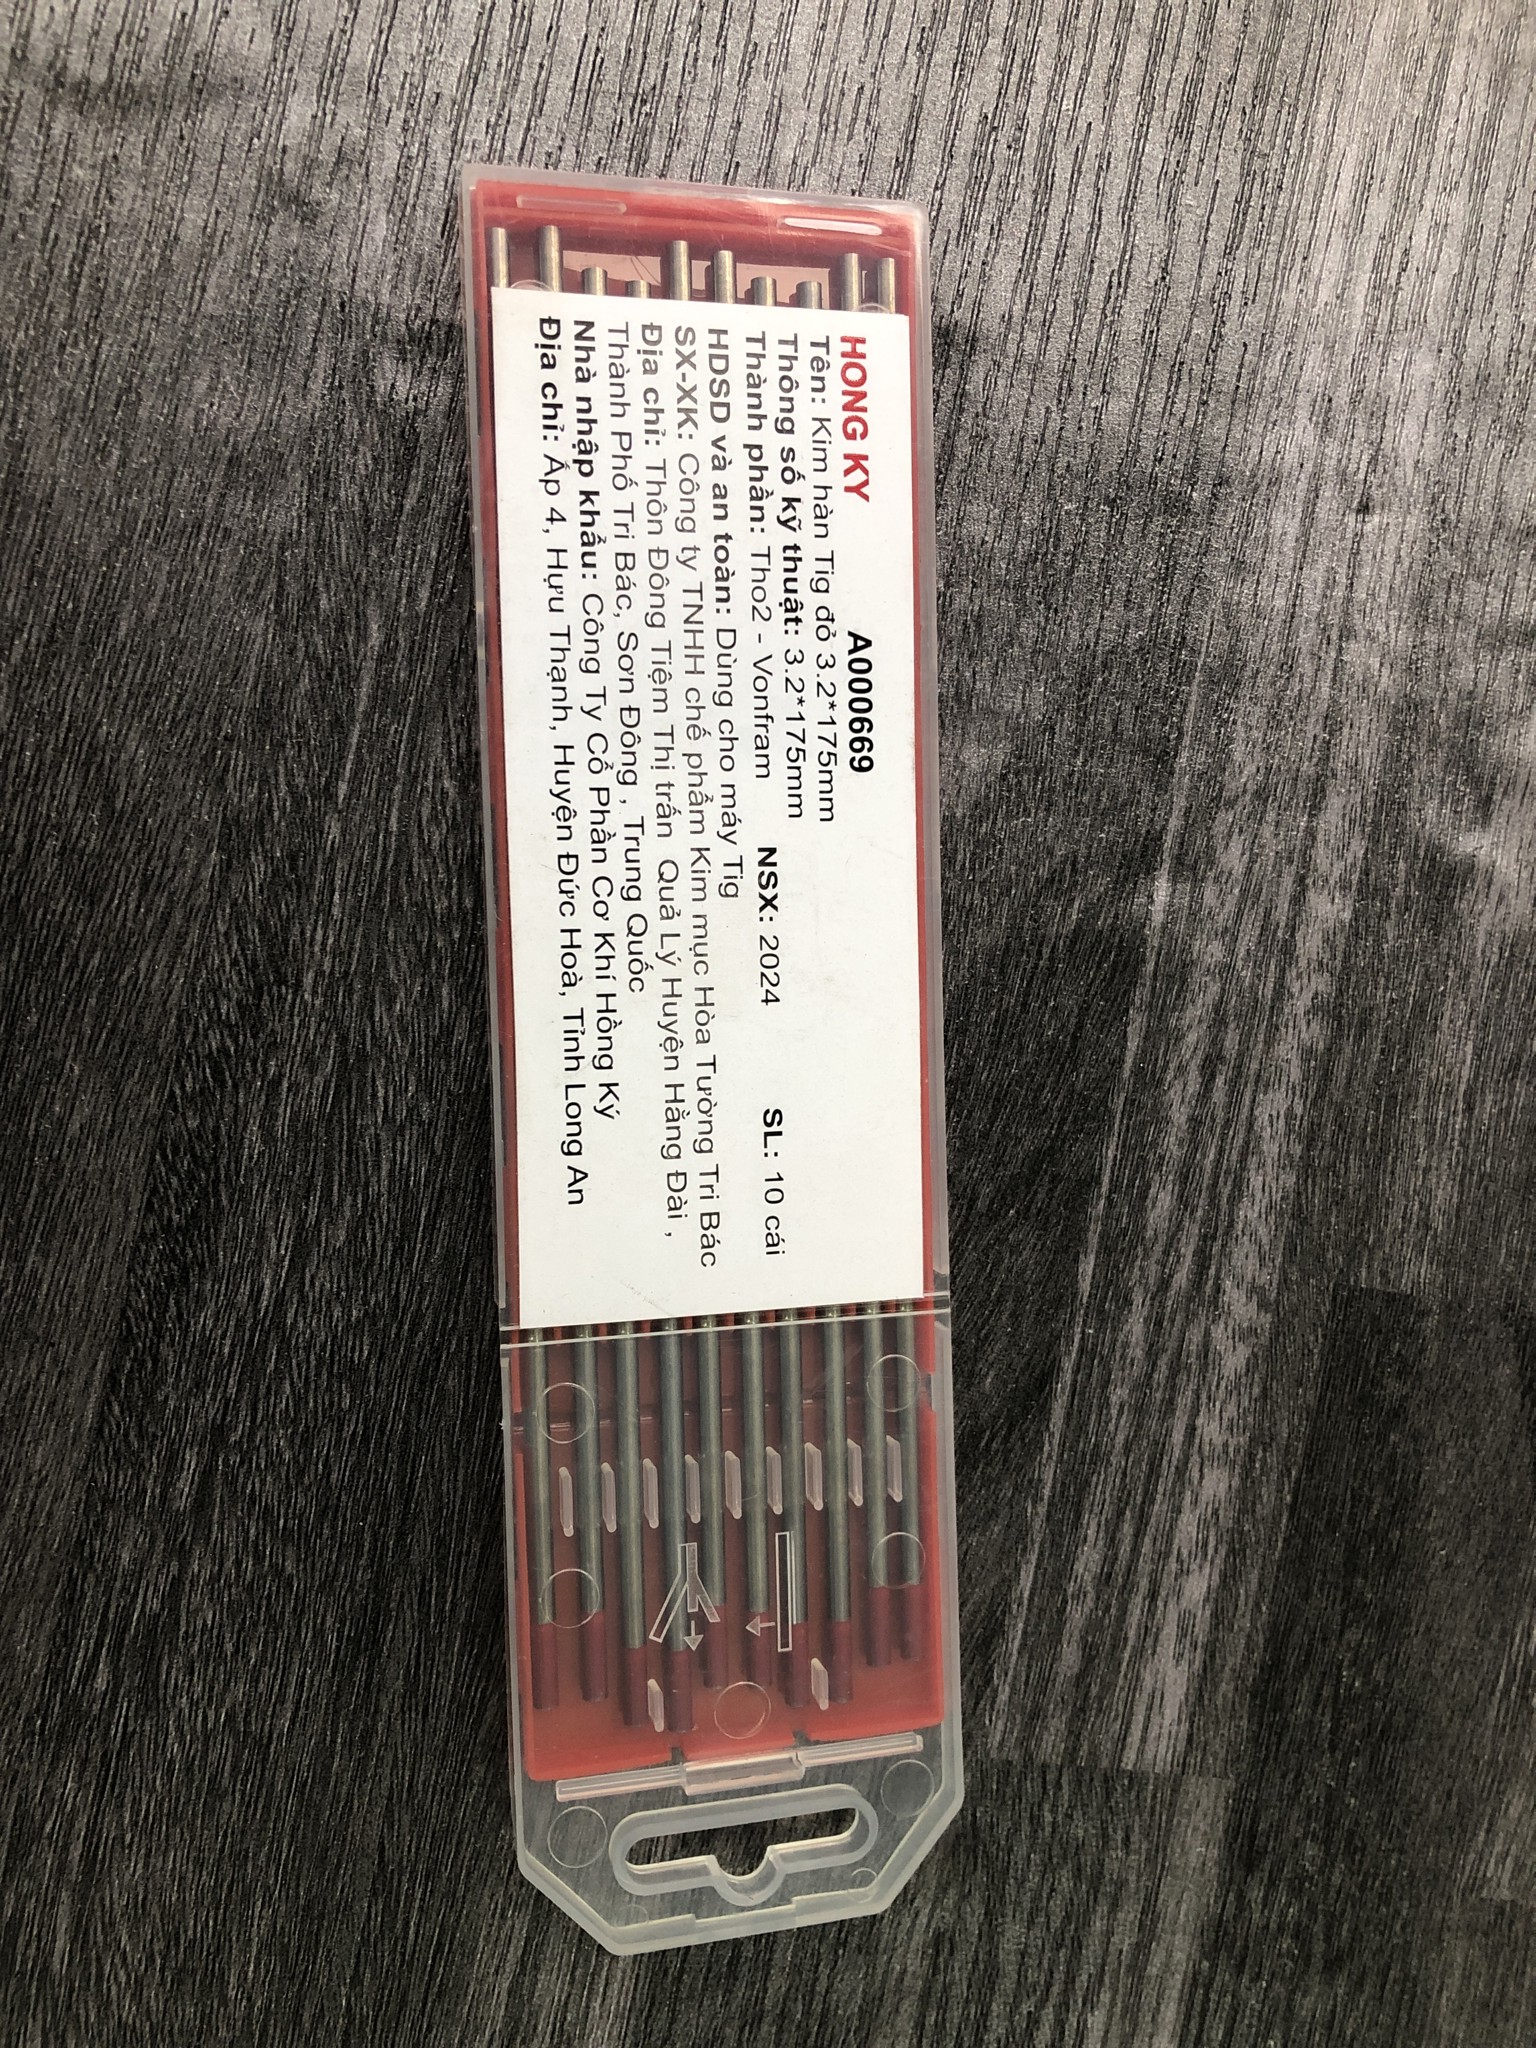 HONG KY A000669
Tên: Kim hàn Tig đỏ 3.2*175mm
Thông số kỹ thuật: 3.2*175mm
Thành phần: Tho2 - Vonfram NSX: 2024 SL: 10 cái
HDSD và an toàn: Dùng cho máy Tig
SX-XK: Công ty TNHH chế phẩm Kim mục Hòa Tường Tri Bác
Địa chỉ: Thôn Đông Tiệm Thị trấn Quả Lý Huyện Hằng Đài ,
Thành Phố Tri Bác, Sơn Đông , Trung Quốc
Nhà nhập khẩu: Công Ty Cổ Phần Cơ Khí Hồng Ký
Địa chỉ: Ấp 4, Hựu Thạnh, Huyện Đức Hoà, Tỉnh Long An